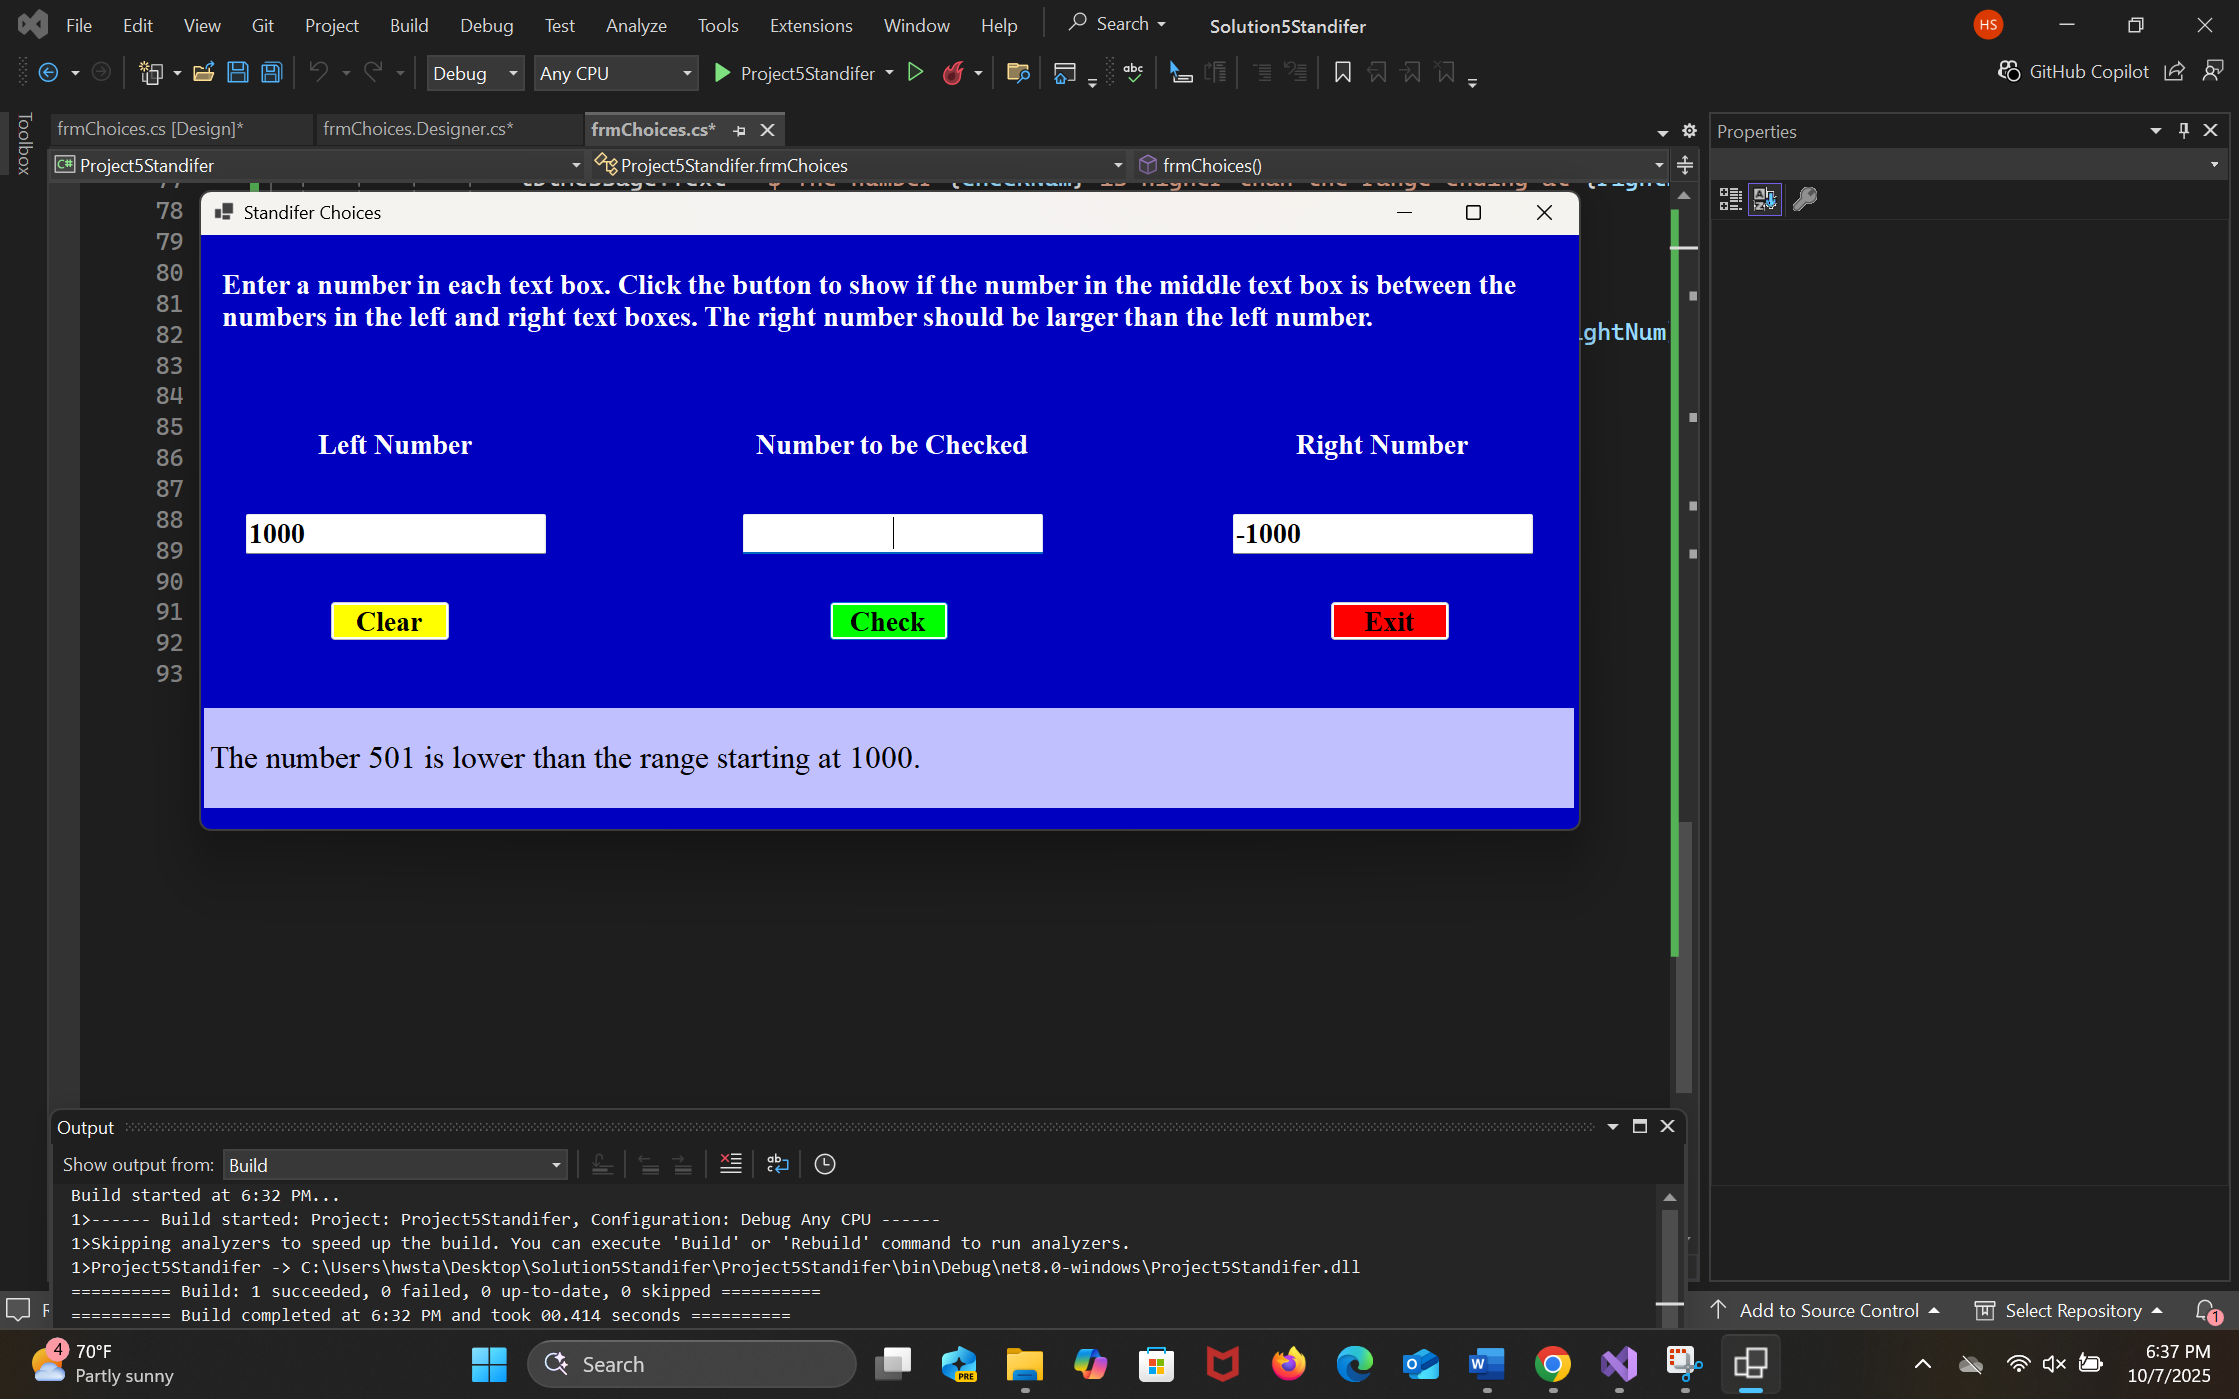 File Edit View Git Project Build Debug Test Analyze Tools Extensions Window Help Search Solution5Standifer HS
Debug Any CPU Project5Standifer abc GitHub Copilot
Toolbox
frmChoices.cs [Design]* frmChoices.Designer.cs* frmChoices.cs* Properties
C# Project5Standifer Project5Standifer.frmChoices frmChoices()
78
79
80
81
82 ightNum
83
84
85
86
87
88
89
90
91
92
93
Standifer Choices
Enter a number in each text box. Click the button to show if the number in the middle text box is between the
numbers in the left and right text boxes. The right number should be larger than the left number.
Left Number Number to be Checked Right Number
1000 -1000
Clear Check Exit
The number 501 is lower than the range starting at 1000.
Output
Show output from: Build
Build started at 6:32 PM...
1>------ Build started: Project: Project5Standifer, Configuration: Debug Any CPU ------
1>Skipping analyzers to speed up the build. You can execute 'Build' or 'Rebuild' command to run analyzers.
1>Project5Standifer -> C:\Users\hwsta\Desktop\Solution5Standifer\Project5Standifer\bin\Debug\net8.0-windows\Project5Standifer.dll
========== Build: 1 succeeded, 0 failed, 0 up-to-date, 0 skipped ==========
========== Build completed at 6:32 PM and took 00.414 seconds ==========
Add to Source Control Select Repository 1
4 70°F
Partly sunny
Search
PRE
6:37 PM
10/7/2025